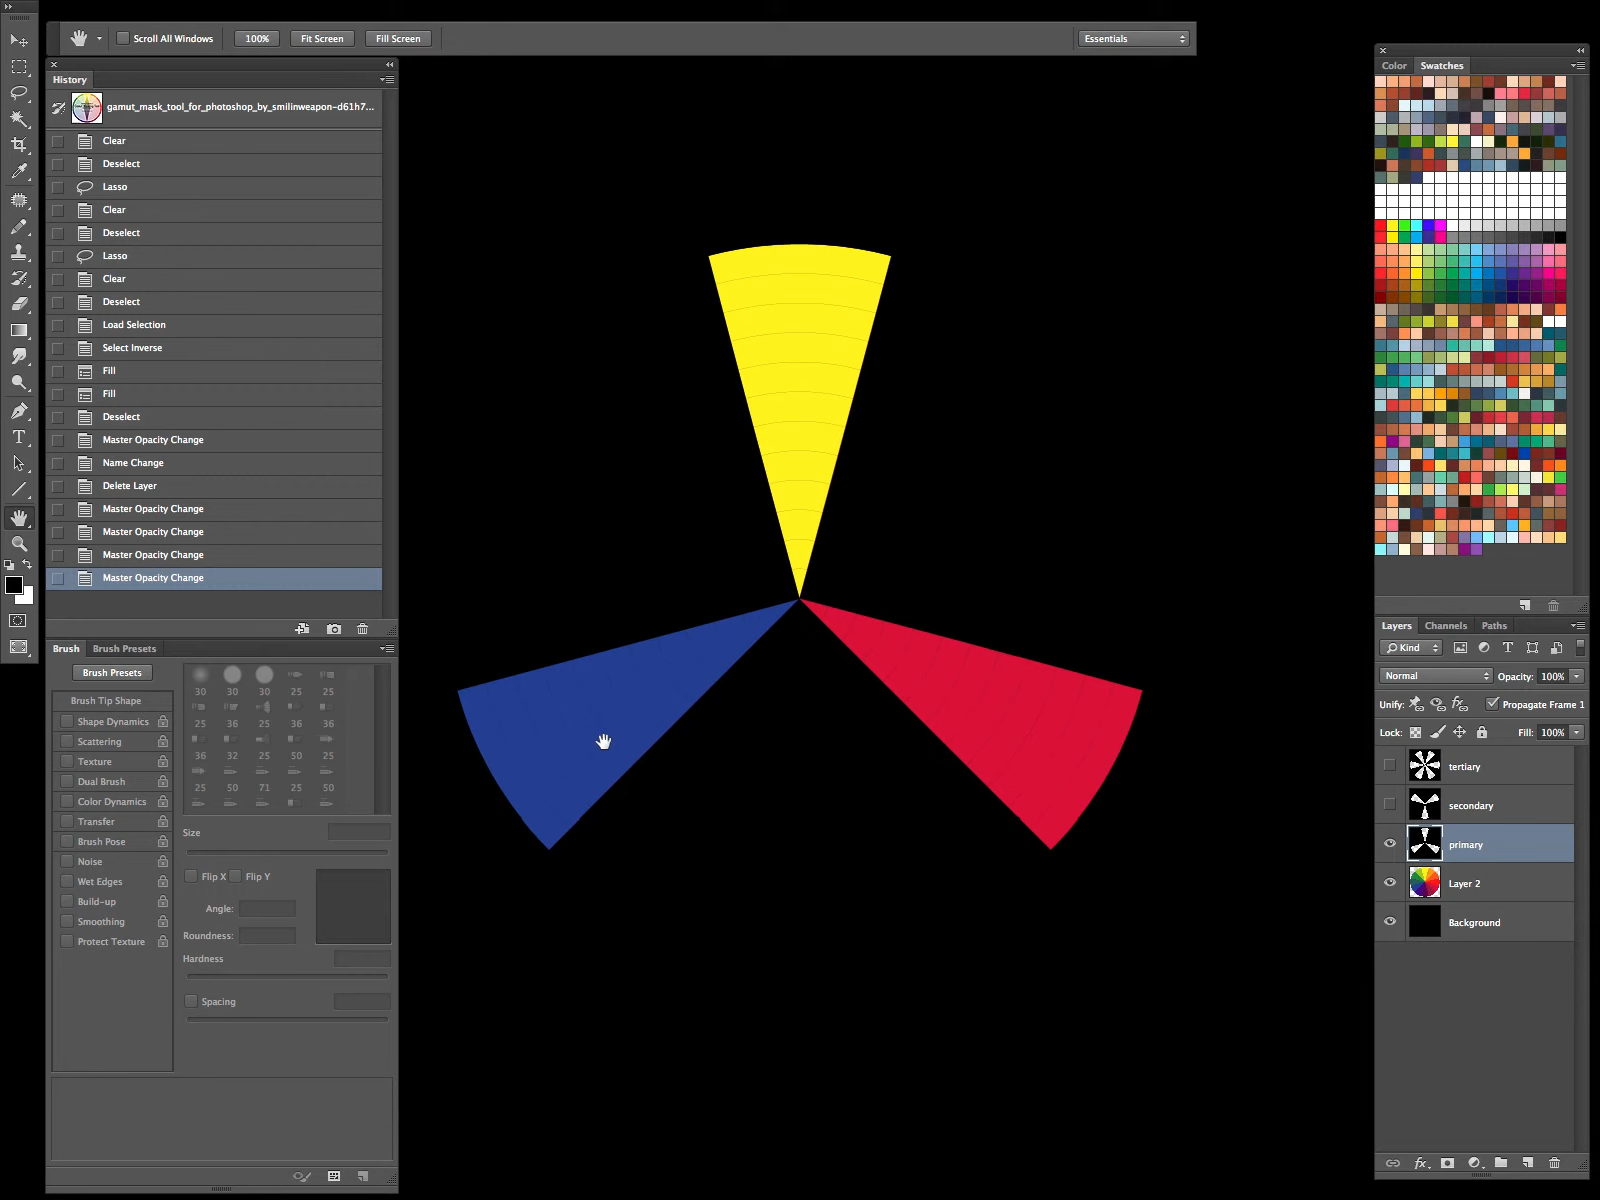 Scroll All Windows
100%
Fit Screen
Fill Screen
Essentials
History
gamut_mask_tool_for_photoshop_by_smilinweapon-d61h7...
Clear
Deselect
Lasso
Clear
Deselect
Lasso
Clear
Deselect
Load Selection
Select Inverse
Fill
Fill
Deselect
Master Opacity Change
Name Change
Delete Layer
Master Opacity Change
Master Opacity Change
Master Opacity Change
Master Opacity Change
Brush
Brush Presets
Brush Presets
Brush Tip Shape
Shape Dynamics
Scattering
Texture
Dual Brush
Color Dynamics
Transfer
Brush Pose
Noise
Wet Edges
Build-up
Smoothing
Protect Texture
30 30 30 25 25
25 36 25 36 36
36 32 25 50 25
25 50 71 25 50
Size
Flip X
Flip Y
Angle:
Roundness:
Hardness
Spacing
Color
Swatches
Layers
Channels
Paths
Kind
Normal
Opacity: 100%
Unify:
Propagate Frame 1
Lock:
Fill: 100%
tertiary
secondary
primary
Layer 2
Background